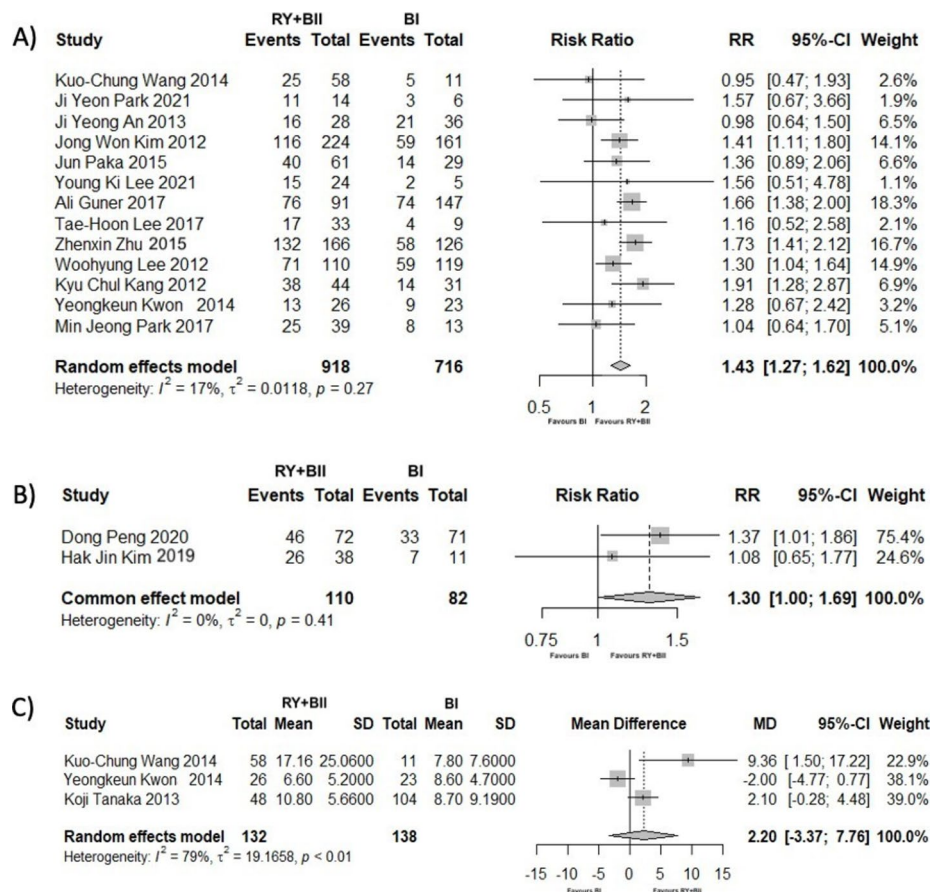 A)
RY+BII BI
Study Events Total Events Total Risk Ratio RR 95%-CI Weight
Kuo-Chung Wang 2014 25 58 5 11 0.95 [0.47; 1.93] 2.6%
Ji Yeon Park 2021 11 14 3 6 1.57 [0.67; 3.66] 1.9%
Ji Yeong An 2013 16 28 21 36 0.98 [0.64; 1.50] 6.5%
Jong Won Kim 2012 116 224 59 161 1.41 [1.11; 1.80] 14.1%
Jun Paka 2015 40 61 14 29 1.36 [0.89; 2.06] 6.6%
Young Ki Lee 2021 15 24 2 5 1.56 [0.51; 4.78] 1.1%
Ali Guner 2017 76 91 74 147 1.66 [1.38; 2.00] 18.3%
Tae-Hoon Lee 2017 17 33 4 9 1.16 [0.52; 2.58] 2.1%
Zhenxin Zhu 2015 132 166 58 126 1.73 [1.41; 2.12] 16.7%
Woohyung Lee 2012 71 110 59 119 1.30 [1.04; 1.64] 14.9%
Kyu Chul Kang 2012 38 44 14 31 1.91 [1.28; 2.87] 6.9%
Yeongkeun Kwon 2014 13 26 9 23 1.28 [0.67; 2.42] 3.2%
Min Jeong Park 2017 25 39 8 13 1.04 [0.64; 1.70] 5.1%
Random effects model 918 716 1.43 [1.27; 1.62] 100.0%
Heterogeneity: I² = 17%, τ² = 0.0118, p = 0.27
0.5 1 2
Favours BI Favours RY+BII
B)
RY+BII BI
Study Events Total Events Total Risk Ratio RR 95%-CI Weight
Dong Peng 2020 46 72 33 71 1.37 [1.01; 1.86] 75.4%
Hak Jin Kim 2019 26 38 7 11 1.08 [0.65; 1.77] 24.6%
Common effect model 110 82 1.30 [1.00; 1.69] 100.0%
Heterogeneity: I² = 0%, τ² = 0, p = 0.41
0.75 1 1.5
Favours BI Favours RY+BII
C)
RY+BII BI
Study Total Mean SD Total Mean SD Mean Difference MD 95%-CI Weight
Kuo-Chung Wang 2014 58 17.16 25.0600 11 7.80 7.6000 9.36 [ 1.50; 17.22] 22.9%
Yeongkeun Kwon 2014 26 6.60 5.2000 23 8.60 4.7000 -2.00 [-4.77; 0.77] 38.1%
Koji Tanaka 2013 48 10.80 5.6600 104 8.70 9.1900 2.10 [-0.28; 4.48] 39.0%
Random effects model 132 138 2.20 [-3.37; 7.76] 100.0%
Heterogeneity: I² = 79%, τ² = 19.1658, p < 0.01
-15 -10 -5 0 5 10 15
Favours BI Favours RY+BII